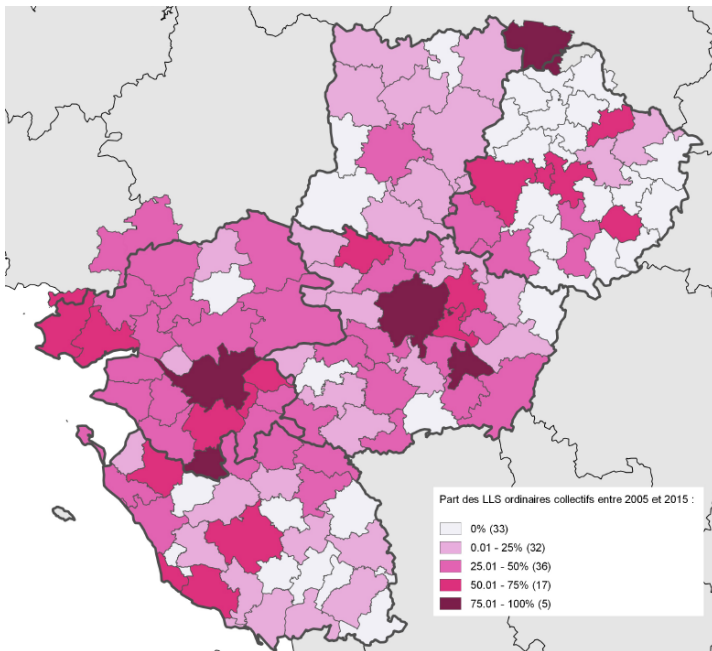 Part des LLS ordinaires collectifs entre 2005 et 2015 :
0% (33)
0.01 - 25% (32)
25.01 - 50% (36)
50.01 - 75% (17)
75.01 - 100% (5)